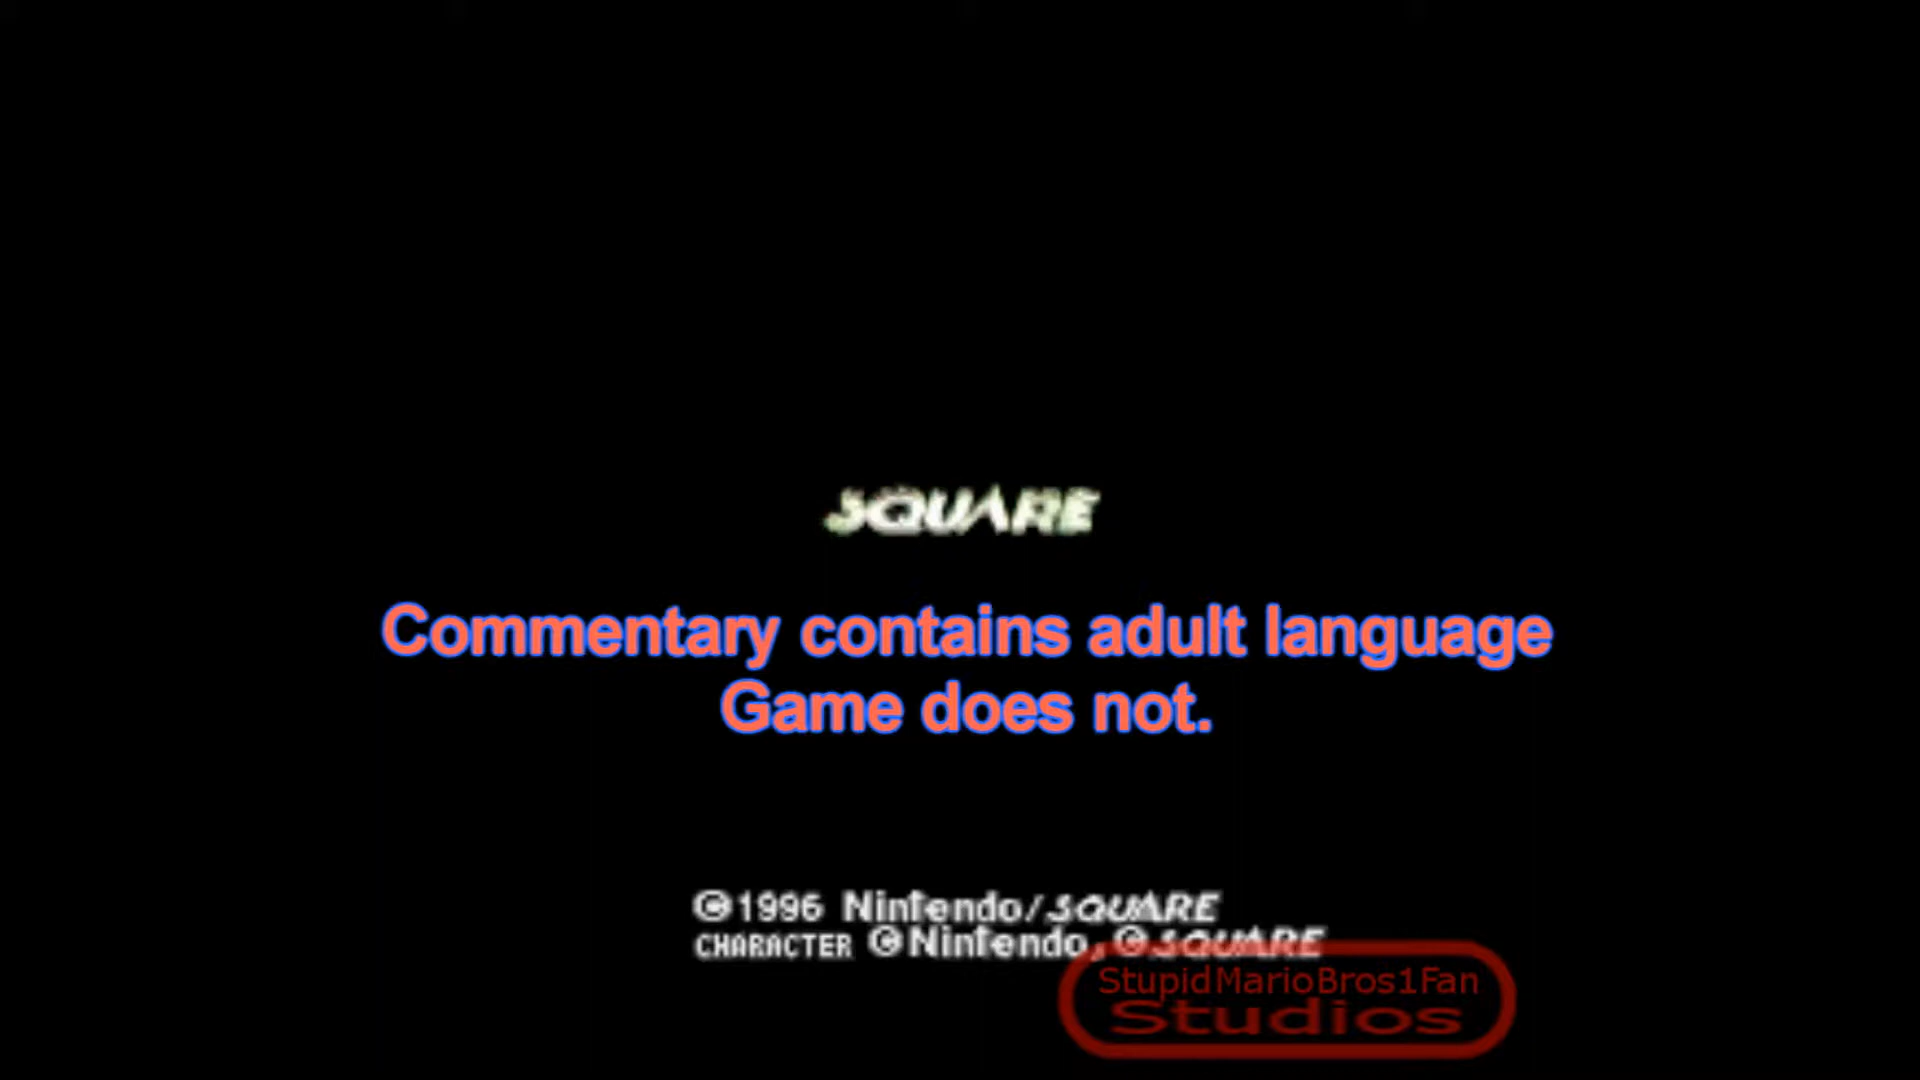 SQUARE
Commentary contains adult language
Game does not.
©1996 Nintendo/SQUARE
CHARACTER ©Nintendo, ©SQUARE
StupidMarioBros1Fan
Studios